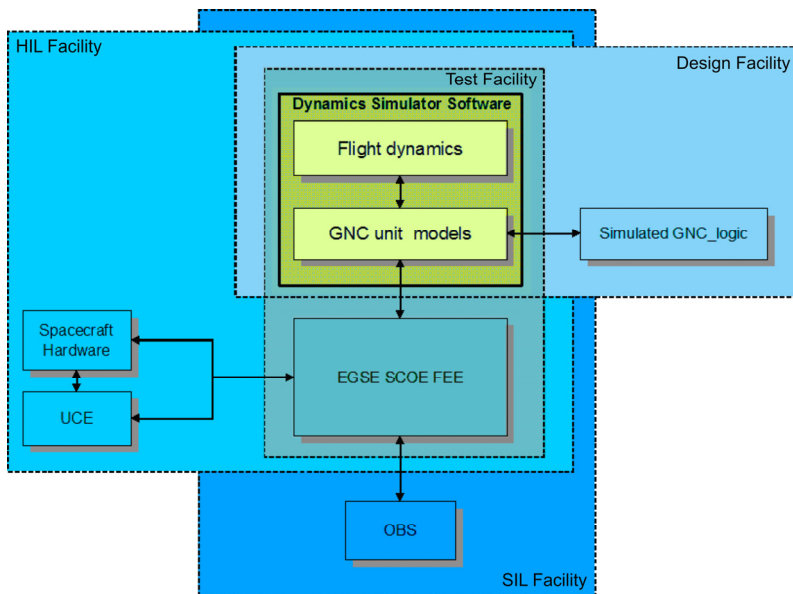 HIL Facility
Design Facility
Test Facility
Dynamics Simulator Software
Flight dynamics
GNC unit models
Simulated GNC_logic
Spacecraft
Hardware
EGSE SCOE FEE
UCE
OBS
SIL Facility